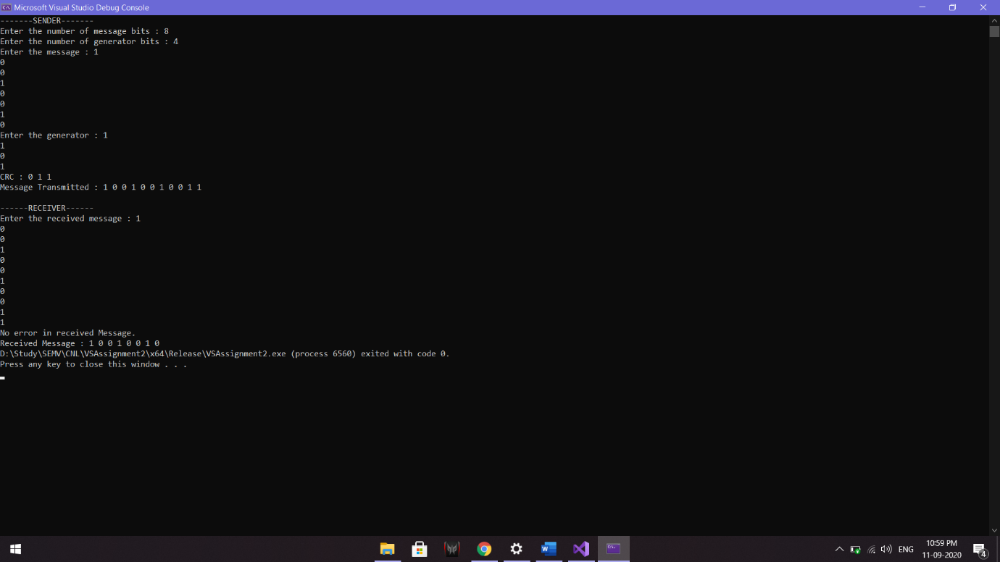 Microsoft Visual Studio Debug Console
-------SENDER-------
Enter the number of message bits : 8
Enter the number of generator bits : 4
Enter the message : 1
0
0
1
0
0
1
0
Enter the generator : 1
1
0
1
CRC : 0 1 1
Message Transmitted : 1 0 0 1 0 0 1 0 0 1 1
------RECEIVER------
Enter the received message : 1
0
0
1
0
0
1
0
0
1
1
No error in received Message.
Received Message : 1 0 0 1 0 0 1 0
D:\Study\SEMV\CNL\VSAssignment2\x64\Release\VSAssignment2.exe (process 6560) exited with code 0.
Press any key to close this window . . .
ENG
10:59 PM
11-09-2020
4